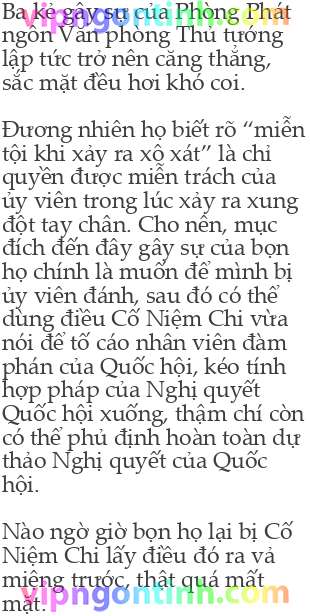 Ba kẻ gây sự của Phòng Phát
ngôn Văn phòng Thủ tướng
lập tức trở nên căng thẳng,
sắc mặt đều hơi khó coi.
Đương nhiên họ biết rõ “miễn
tội khi xảy ra xô xát” là chỉ
quyền được miễn trách của
ủy viên trong lúc xảy ra xung
đột tay chân. Cho nên, mục
đích đến đây gây sự của bọn
họ chính là muốn để mình bị
ủy viên đánh, sau đó có thể
dùng điều Cố Niệm Chi vừa
nói để tố cáo nhân viên đàm
phán của Quốc hội, kéo tính
hợp pháp của Nghị quyết
Quốc hội xuống, thậm chí còn
có thể phủ định hoàn toàn dự
thảo Nghị quyết của Quốc
hội.
Nào ngờ giờ bọn họ lại bị Cố
Niệm Chi lấy điều đó ra vả
miệng trước, thật quá mất
mặt.
vipngontinh.com
vipngontinh.com